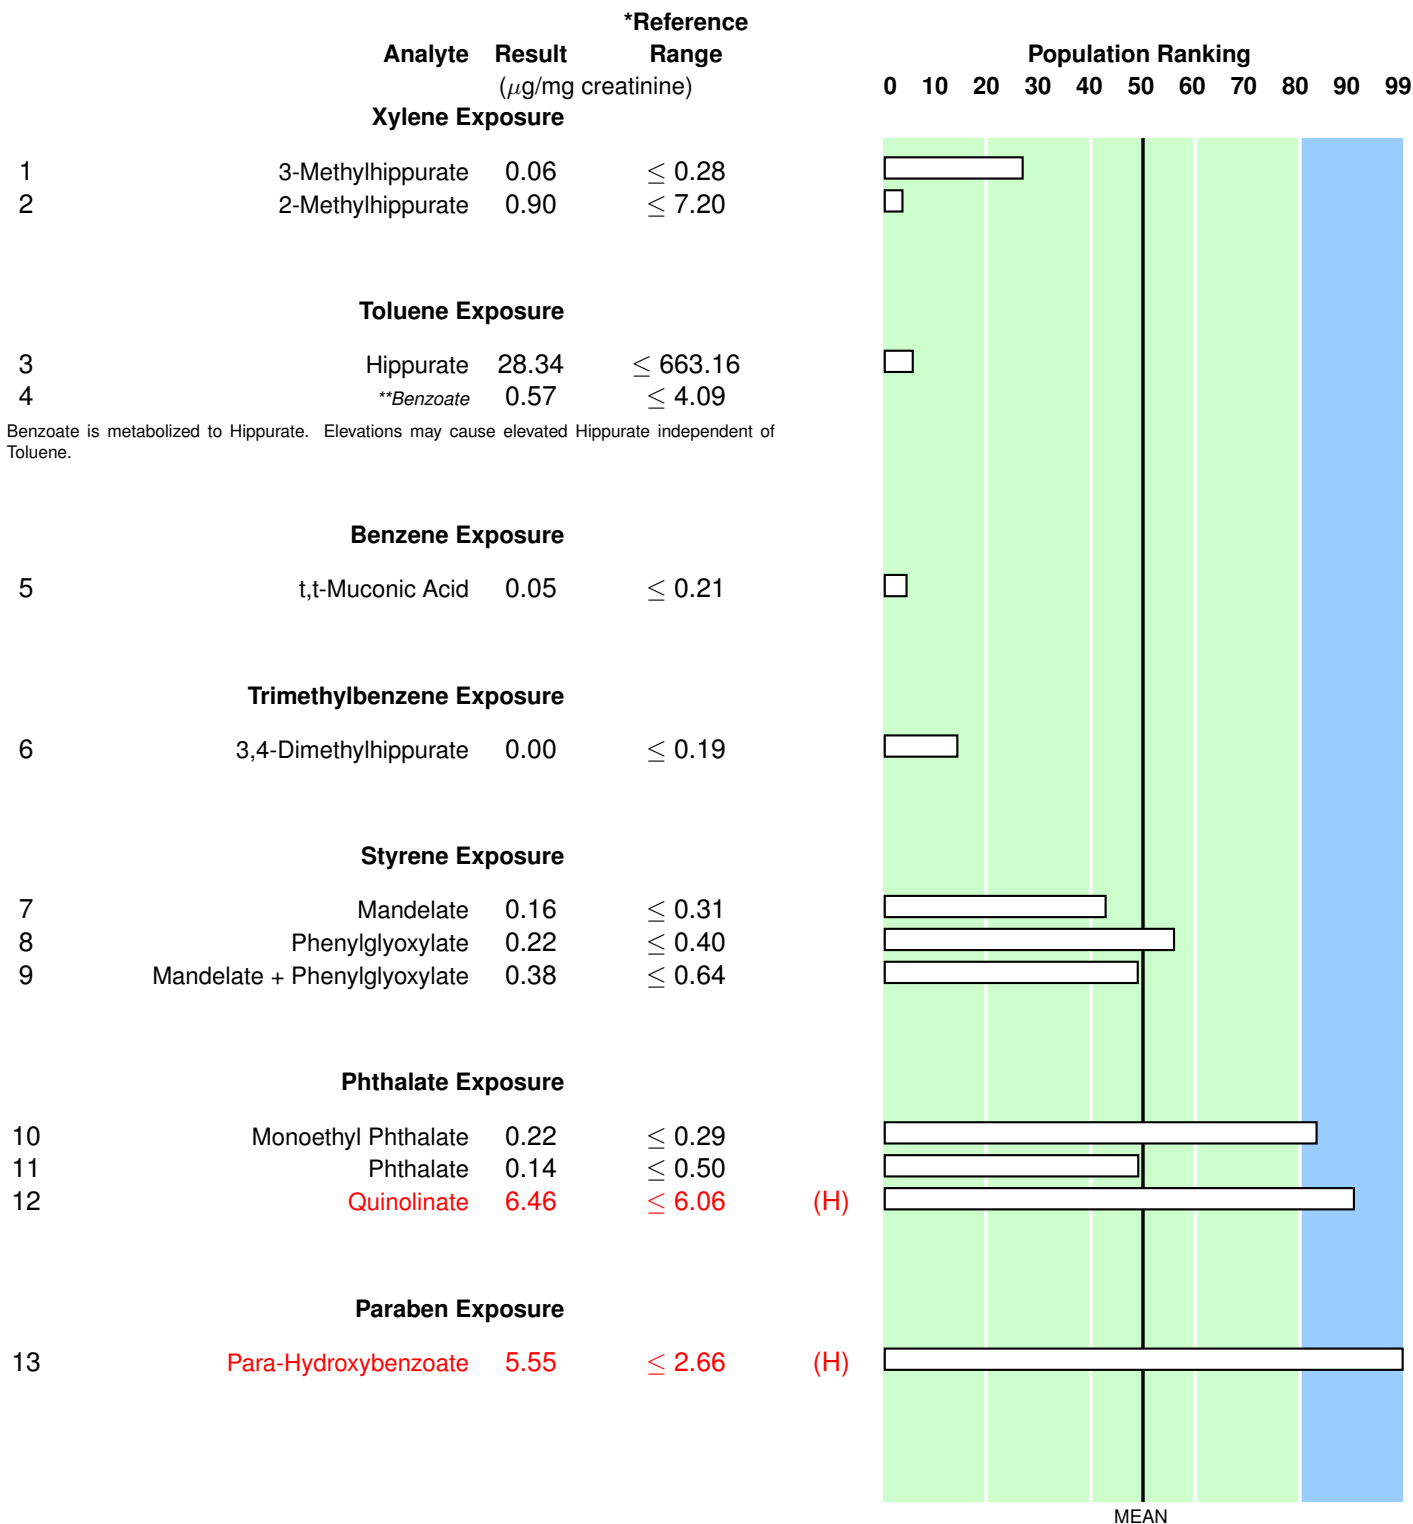 *Reference
Analyte Result Range Population Ranking
(μg/mg creatinine) 0 10 20 30 40 50 60 70 80 90 99
Xylene Exposure
1 3-Methylhippurate 0.06 ≤ 0.28
2 2-Methylhippurate 0.90 ≤ 7.20
Toluene Exposure
3 Hippurate 28.34 ≤ 663.16
4 **Benzoate 0.57 ≤ 4.09
Benzoate is metabolized to Hippurate. Elevations may cause elevated Hippurate independent of
Toluene.
Benzene Exposure
5 t,t-Muconic Acid 0.05 ≤ 0.21
Trimethylbenzene Exposure
6 3,4-Dimethylhippurate 0.00 ≤ 0.19
Styrene Exposure
7 Mandelate 0.16 ≤ 0.31
8 Phenylglyoxylate 0.22 ≤ 0.40
9 Mandelate + Phenylglyoxylate 0.38 ≤ 0.64
Phthalate Exposure
10 Monoethyl Phthalate 0.22 ≤ 0.29
11 Phthalate 0.14 ≤ 0.50
12 Quinolinate 6.46 ≤ 6.06 (H)
Paraben Exposure
13 Para-Hydroxybenzoate 5.55 ≤ 2.66 (H)
MEAN